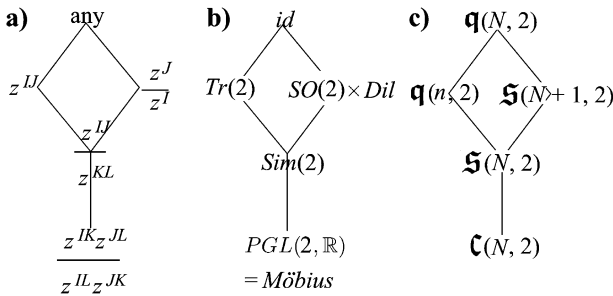 a)
any
z^{IJ}
z^J
z^I
z^{IJ}
z^{KL}
z^{IK} z^{JL}
z^{IL} z^{JK}
b)
id
Tr(2)
SO(2)×Dil
Sim(2)
PGL(2, ℝ)
= Möbius
c)
𝖖(N, 2)
𝖖(n, 2)
𝕾(N+ 1, 2)
𝕾(N, 2)
𝕮(N, 2)